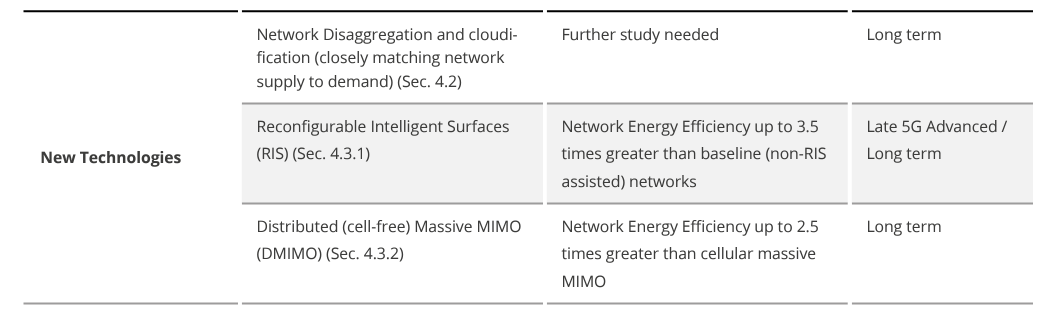 New Technologies
Network Disaggregation and cloudi-
fication (closely matching network
supply to demand) (Sec. 4.2)
Further study needed
Long term
Reconfigurable Intelligent Surfaces
(RIS) (Sec. 4.3.1)
Network Energy Efficiency up to 3.5
times greater than baseline (non-RIS
assisted) networks
Late 5G Advanced /
Long term
Distributed (cell-free) Massive MIMO
(DMIMO) (Sec. 4.3.2)
Network Energy Efficiency up to 2.5
times greater than cellular massive
MIMO
Long term